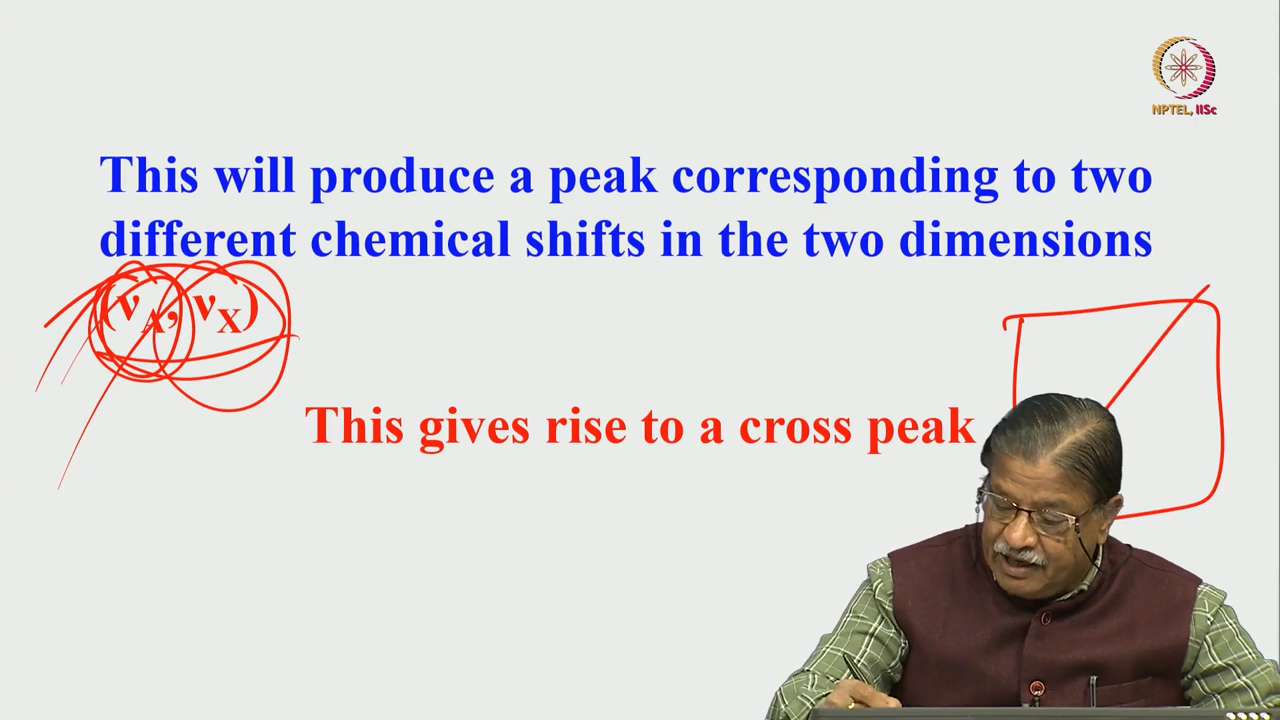 NPTEL, IISc
This will produce a peak corresponding to two
different chemical shifts in the two dimensions
(νA, νX)
This gives rise to a cross peak